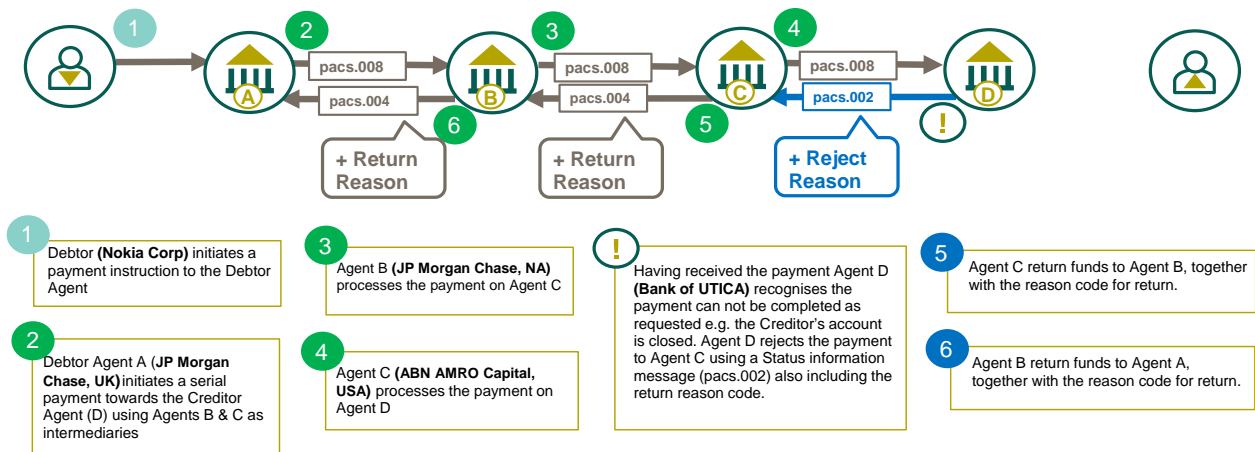 1
2
3
4
pacs.008
pacs.008
pacs.008
pacs.004
pacs.004
pacs.002
A
B
C
D
6
5
!
+ Return
Reason
+ Return
Reason
+ Reject
Reason
1
Debtor (Nokia Corp) initiates a
payment instruction to the Debtor
Agent
2
Debtor Agent A (JP Morgan
Chase, UK)initiates a serial
payment towards the Creditor
Agent (D) using Agents B & C as
intermediaries
3
Agent B (JP Morgan Chase, NA)
processes the payment on Agent C
4
Agent C (ABN AMRO Capital,
USA) processes the payment on
Agent D
!
Having received the payment Agent D
(Bank of UTICA) recognises the
payment can not be completed as
requested e.g. the Creditor's account
is closed. Agent D rejects the payment
to Agent C using a Status information
message (pacs.002) also including the
return reason code.
5
Agent C return funds to Agent B, together
with the reason code for return.
6
Agent B return funds to Agent A,
together with the reason code for return.